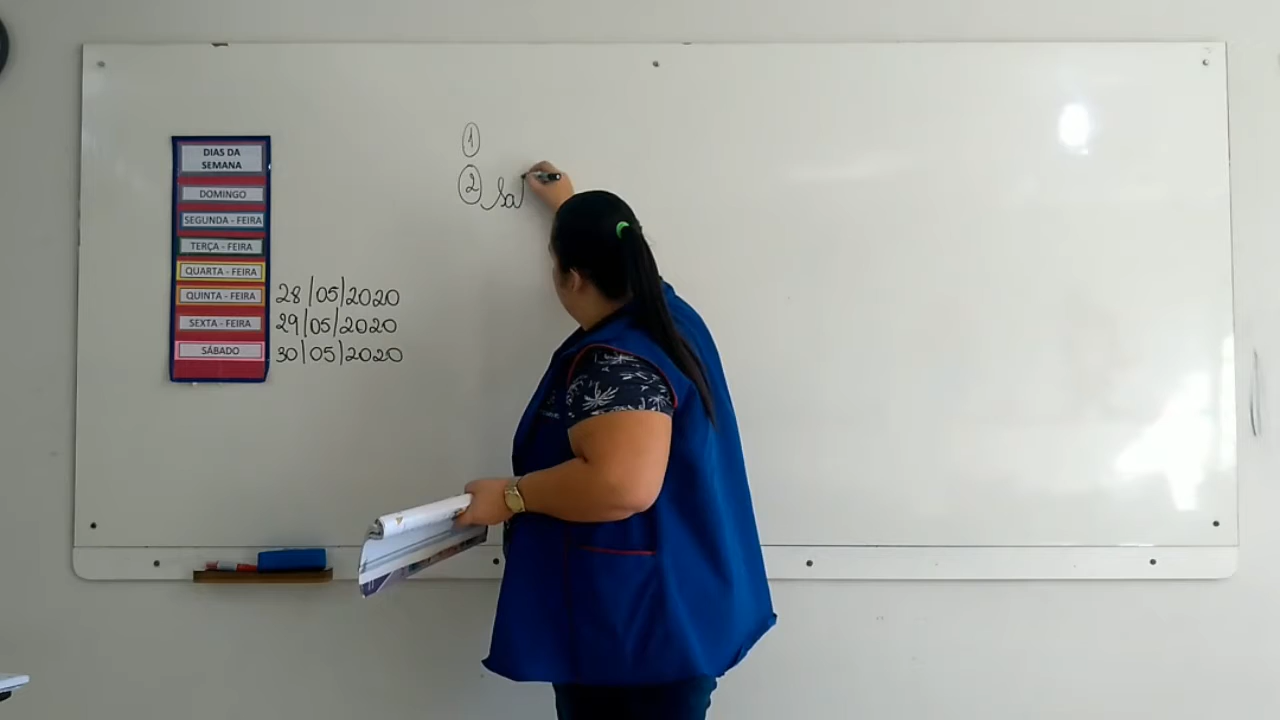 DIAS DA
SEMANA
DOMINGO
SEGUNDA - FEIRA
TERÇA - FEIRA
QUARTA - FEIRA
QUINTA - FEIRA 28/05/2020
SEXTA - FEIRA 29/05/2020
SÁBADO 30/05/2020
1
2 Sa